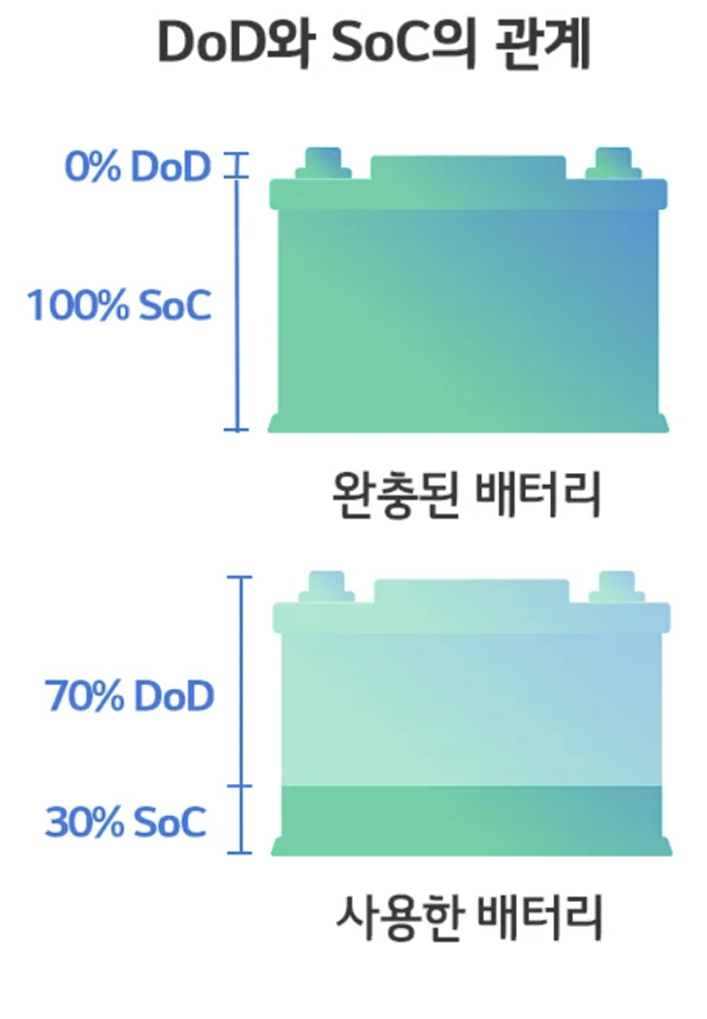 DoD와 SoC의 관계
0% DoD
100% SoC
완충된 배터리
70% DoD
30% SoC
사용한 배터리